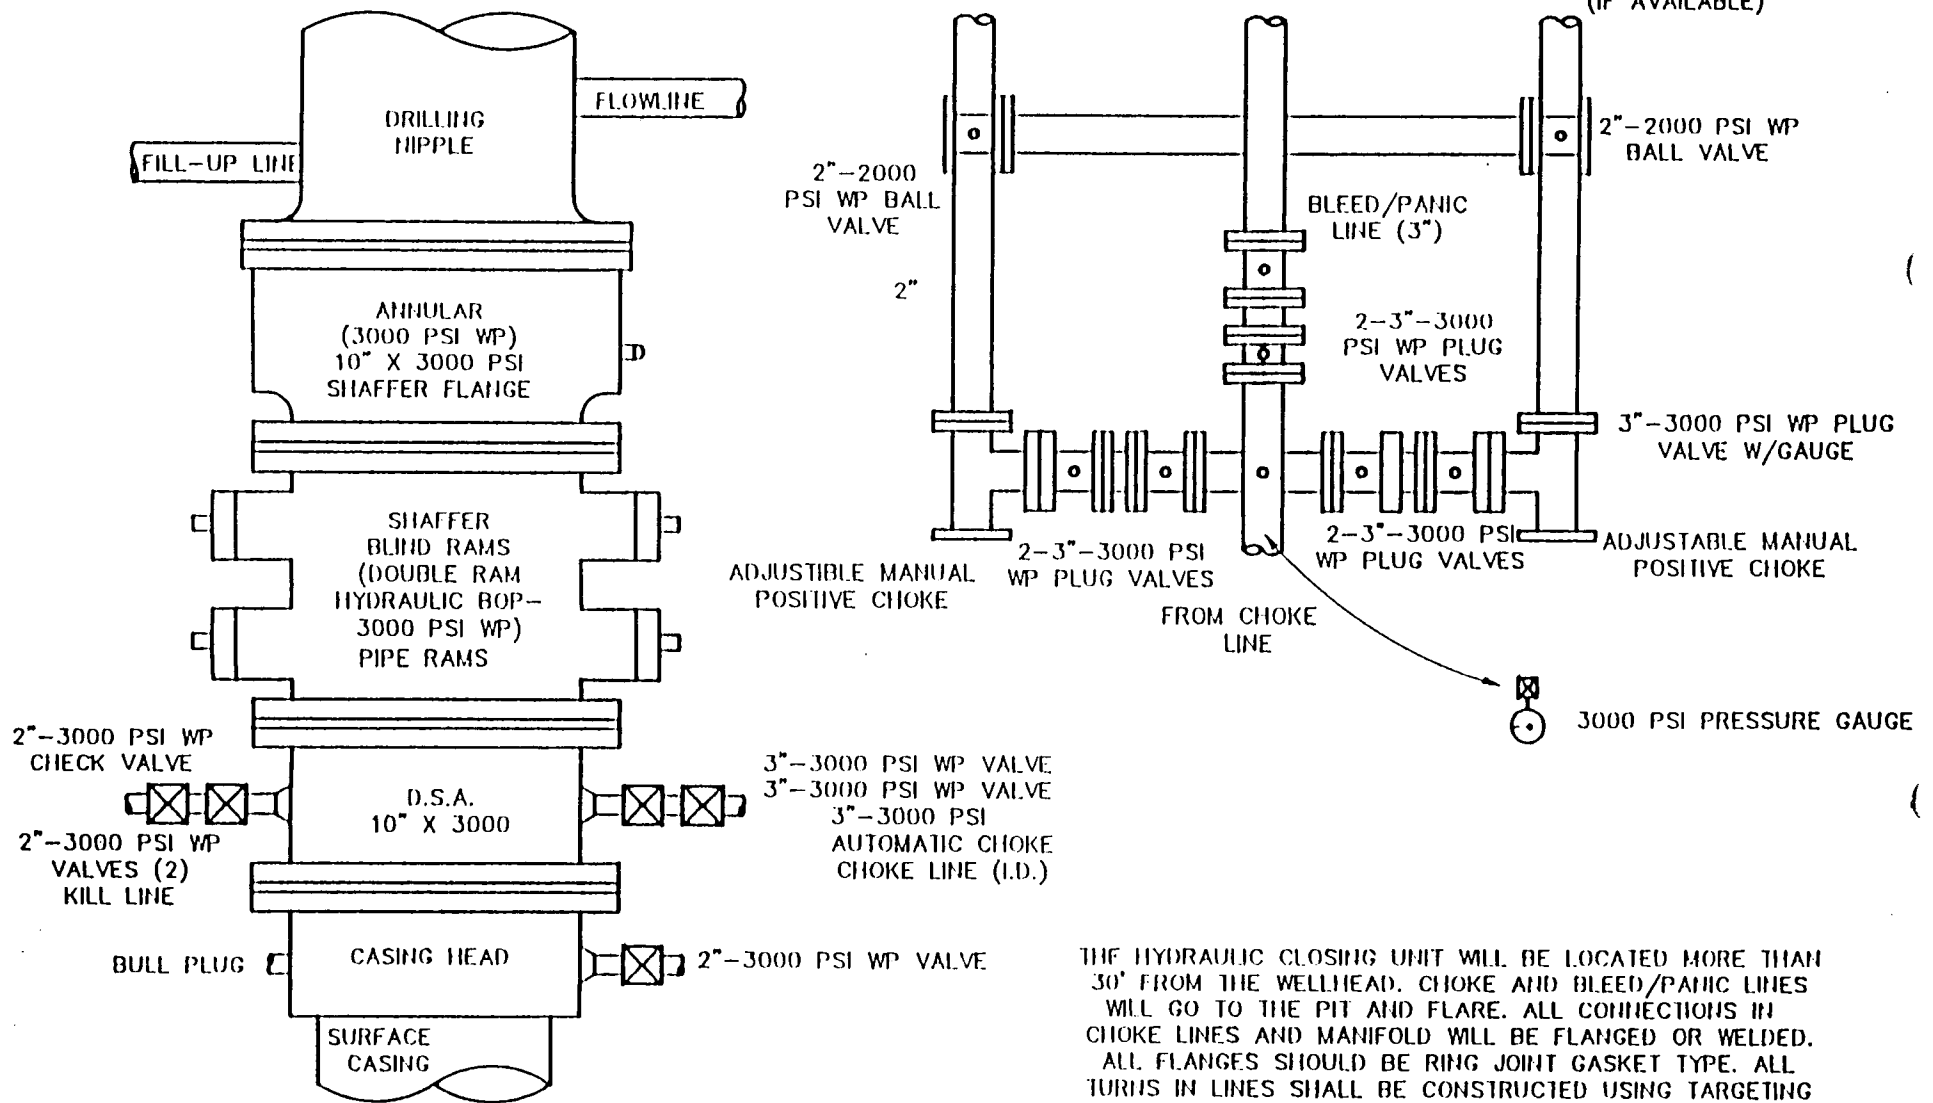 (IF AVAILABLE)
FLOWLINE
DRILLING
NIPPLE
FILL-UP LINE
ANNULAR
(3000 PSI WP)
10" X 3000 PSI
SHAFFER FLANGE
SHAFFER
BLIND RAMS
(DOUBLE RAM
HYDRAULIC BOP-
3000 PSI WP)
PIPE RAMS
2"-3000 PSI WP
CHECK VALVE
2"-3000 PSI WP
VALVES (2)
KILL LINE
D.S.A.
10" X 3000
3"-3000 PSI WP VALVE
3"-3000 PSI WP VALVE
3"-3000 PSI
AUTOMATIC CHOKE
CHOKE LINE (I.D.)
BULL PLUG
CASING HEAD
2"-3000 PSI WP VALVE
SURFACE
CASING
2"-2000
PSI WP BALL
VALVE
2"
2"-2000 PSI WP
BALL VALVE
BLEED/PANIC
LINE (3")
2-3"-3000
PSI WP PLUG
VALVES
3"-3000 PSI WP PLUG
VALVE W/GAUGE
2-3"-3000 PSI
WP PLUG VALVES
2-3"-3000 PSI
WP PLUG VALVES
ADJUSTIBLE MANUAL
POSITIVE CHOKE
ADJUSTABLE MANUAL
POSITIVE CHOKE
FROM CHOKE
LINE
3000 PSI PRESSURE GAUGE
THE HYDRAULIC CLOSING UNIT WILL BE LOCATED MORE THAN
30' FROM THE WELLHEAD. CHOKE AND BLEED/PANIC LINES
WILL GO TO THE PIT AND FLARE. ALL CONNECTIONS IN
CHOKE LINES AND MANIFOLD WILL BE FLANGED OR WELDED.
ALL FLANGES SHOULD BE RING JOINT GASKET TYPE. ALL
TURNS IN LINES SHALL BE CONSTRUCTED USING TARGETING